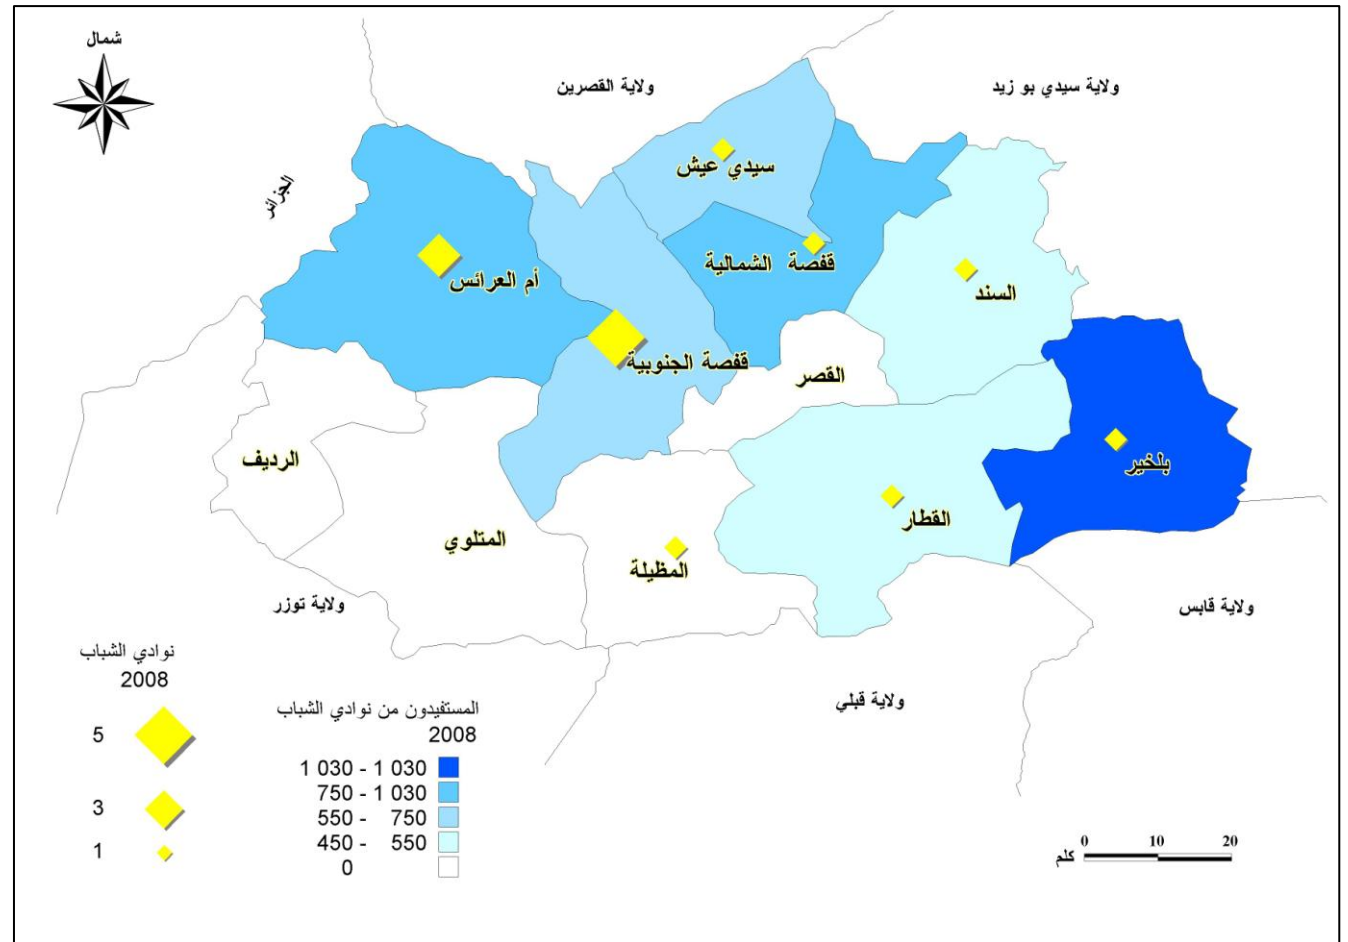 شمال
ولاية القصرين
ولاية سيدي بو زيد
الجزائر
سيدي عيش
قفصة الشمالية
أم العرائس
السند
قفصة الجنوبية
القصر
الرديف
بلخير
القطار
المتلوي
المظيلة
ولاية توزر
ولاية قابس
ولاية قبلي
نوادي الشباب
2008
5
3
1
المستفيدون من نوادي الشباب
2008
1 030 - 1 030
750 - 1 030
550 - 750
450 - 550
0
0 10 20
كلم